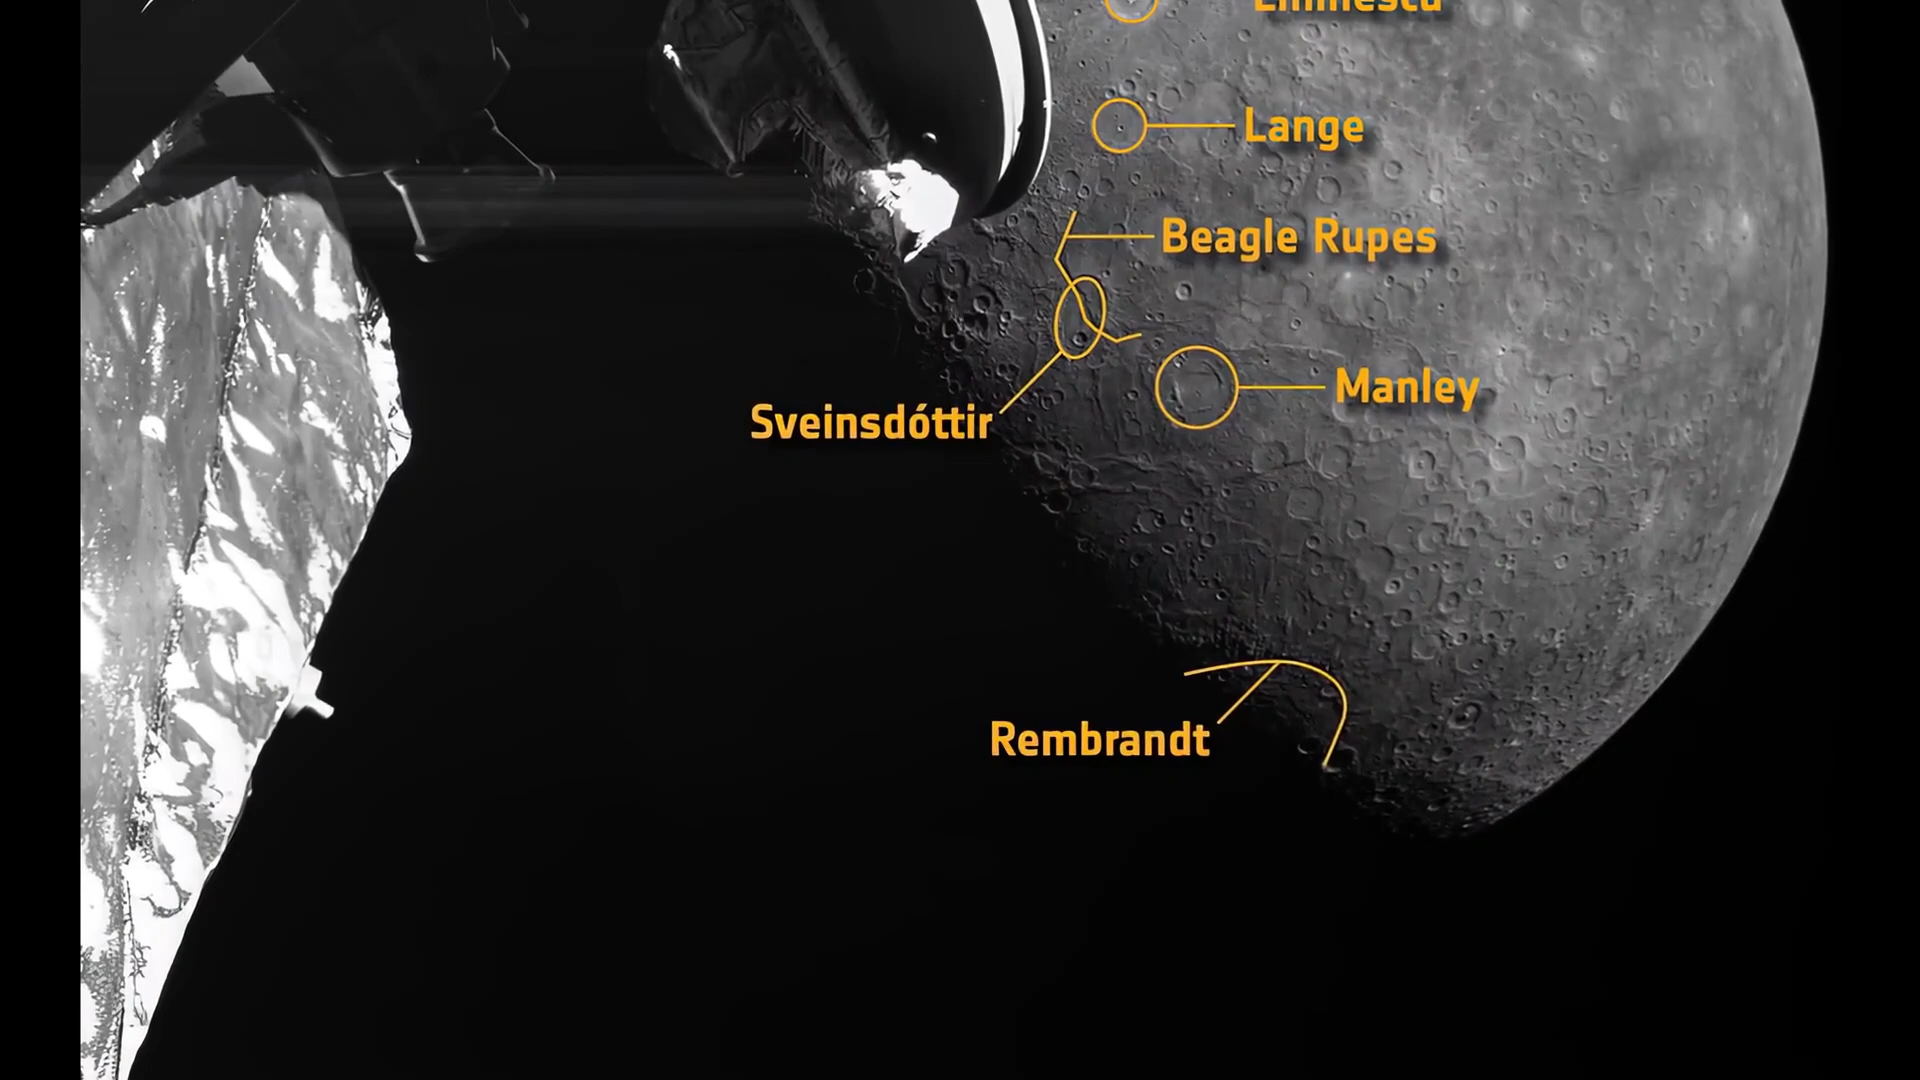 Lange
Beagle Rupes
Manley
Sveinsdóttir
Rembrandt